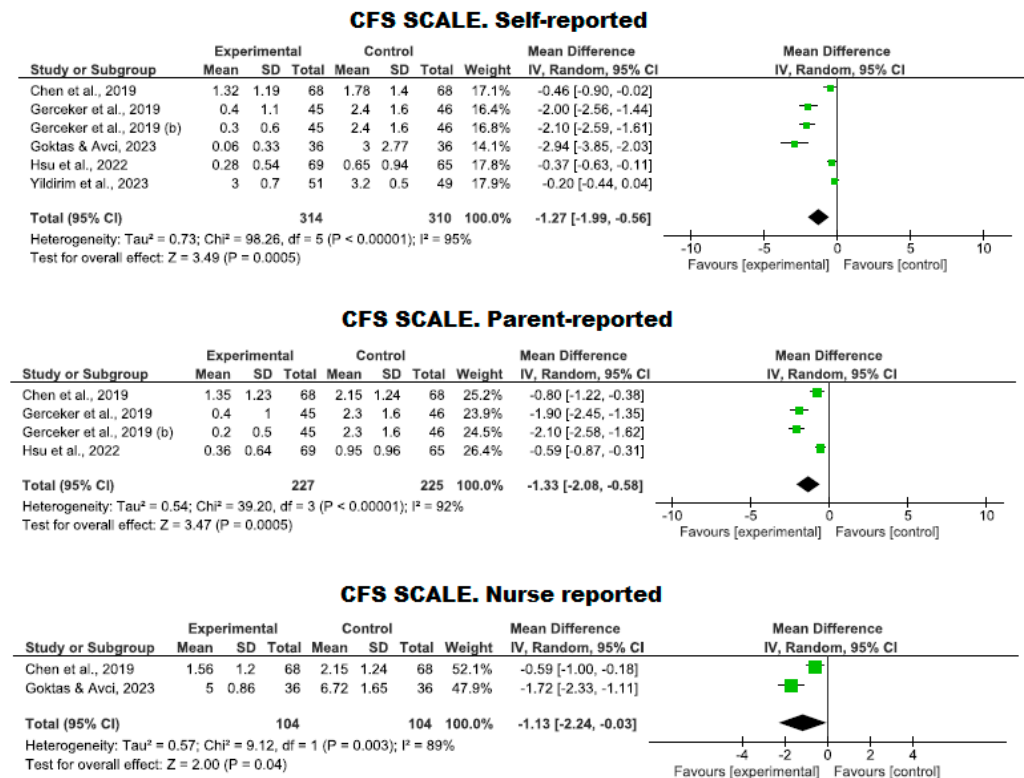 CFS SCALE. Self-reported
Experimental Control Mean Difference Mean Difference
Study or Subgroup Mean SD Total Mean SD Total Weight IV, Random, 95% CI IV, Random, 95% CI
Chen et al., 2019 1.32 1.19 68 1.78 1.4 68 17.1% -0.46 [-0.90, -0.02]
Gerceker et al., 2019 0.4 1.1 45 2.4 1.6 46 16.4% -2.00 [-2.56, -1.44]
Gerceker et al., 2019 (b) 0.3 0.6 45 2.4 1.6 46 16.8% -2.10 [-2.59, -1.61]
Goktas & Avci, 2023 0.06 0.33 36 3 2.77 36 14.1% -2.94 [-3.85, -2.03]
Hsu et al., 2022 0.28 0.54 69 0.65 0.94 65 17.8% -0.37 [-0.63, -0.11]
Yildirim et al., 2023 3 0.7 51 3.2 0.5 49 17.9% -0.20 [-0.44, 0.04]
Total (95% CI) 314 310 100.0% -1.27 [-1.99, -0.56]
Heterogeneity: Tau² = 0.73; Chi² = 98.26, df = 5 (P < 0.00001); I² = 95%
Test for overall effect: Z = 3.49 (P = 0.0005)
-10 -5 0 5 10
Favours [experimental] Favours [control]
CFS SCALE. Parent-reported
Experimental Control Mean Difference Mean Difference
Study or Subgroup Mean SD Total Mean SD Total Weight IV, Random, 95% CI IV, Random, 95% CI
Chen et al., 2019 1.35 1.23 68 2.15 1.24 68 25.2% -0.80 [-1.22, -0.38]
Gerceker et al., 2019 0.4 1 45 2.3 1.6 46 23.9% -1.90 [-2.45, -1.35]
Gerceker et al., 2019 (b) 0.2 0.5 45 2.3 1.6 46 24.5% -2.10 [-2.58, -1.62]
Hsu et al., 2022 0.36 0.64 69 0.95 0.96 65 26.4% -0.59 [-0.87, -0.31]
Total (95% CI) 227 225 100.0% -1.33 [-2.08, -0.58]
Heterogeneity: Tau² = 0.54; Chi² = 39.20, df = 3 (P < 0.00001); I² = 92%
Test for overall effect: Z = 3.47 (P = 0.0005)
-10 -5 0 5 10
Favours [experimental] Favours [control]
CFS SCALE. Nurse reported
Experimental Control Mean Difference Mean Difference
Study or Subgroup Mean SD Total Mean SD Total Weight IV, Random, 95% CI IV, Random, 95% CI
Chen et al., 2019 1.56 1.2 68 2.15 1.24 68 52.1% -0.59 [-1.00, -0.18]
Goktas & Avci, 2023 5 0.86 36 6.72 1.65 36 47.9% -1.72 [-2.33, -1.11]
Total (95% CI) 104 104 100.0% -1.13 [-2.24, -0.03]
Heterogeneity: Tau² = 0.57; Chi² = 9.12, df = 1 (P = 0.003); I² = 89%
Test for overall effect: Z = 2.00 (P = 0.04)
-4 -2 0 2 4
Favours [experimental] Favours [control]